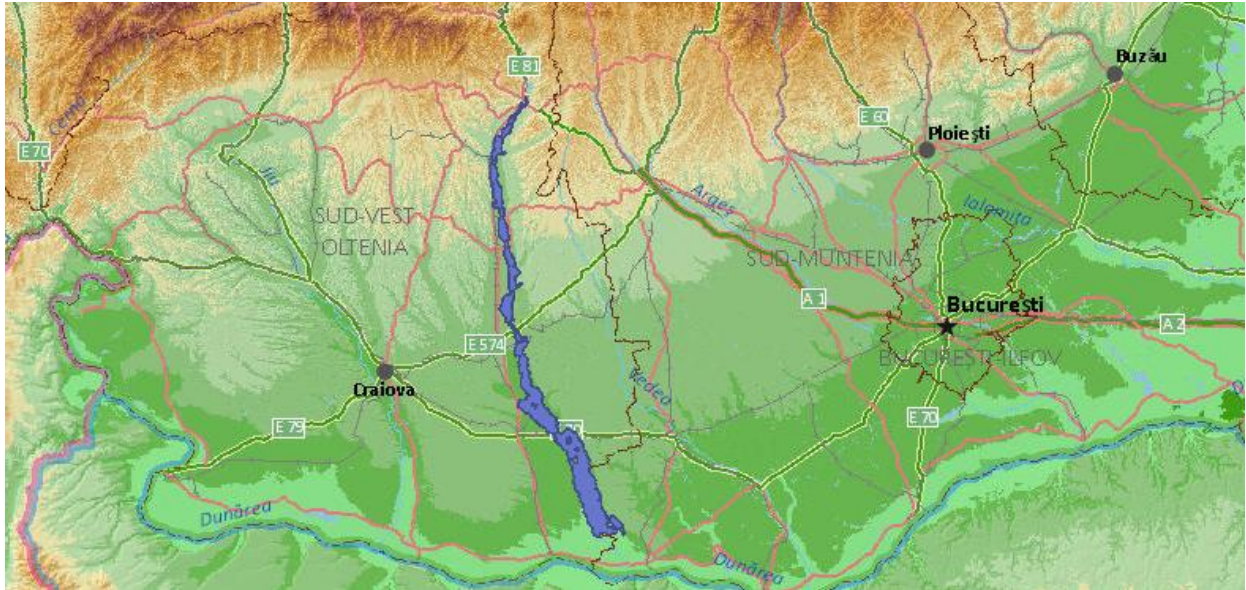 E 81
Buzău
Cerna
E 60
Ploiești
E 70
Jiu
Argeș
Ialomița
SUD-VEST
OLTENIA
SUD-MUNTENIA
A 1
București
A 2
E 574
BUCUREȘTI-ILFOV
Craiova
Vedea
E 79
E 70
Dunărea
Dunărea